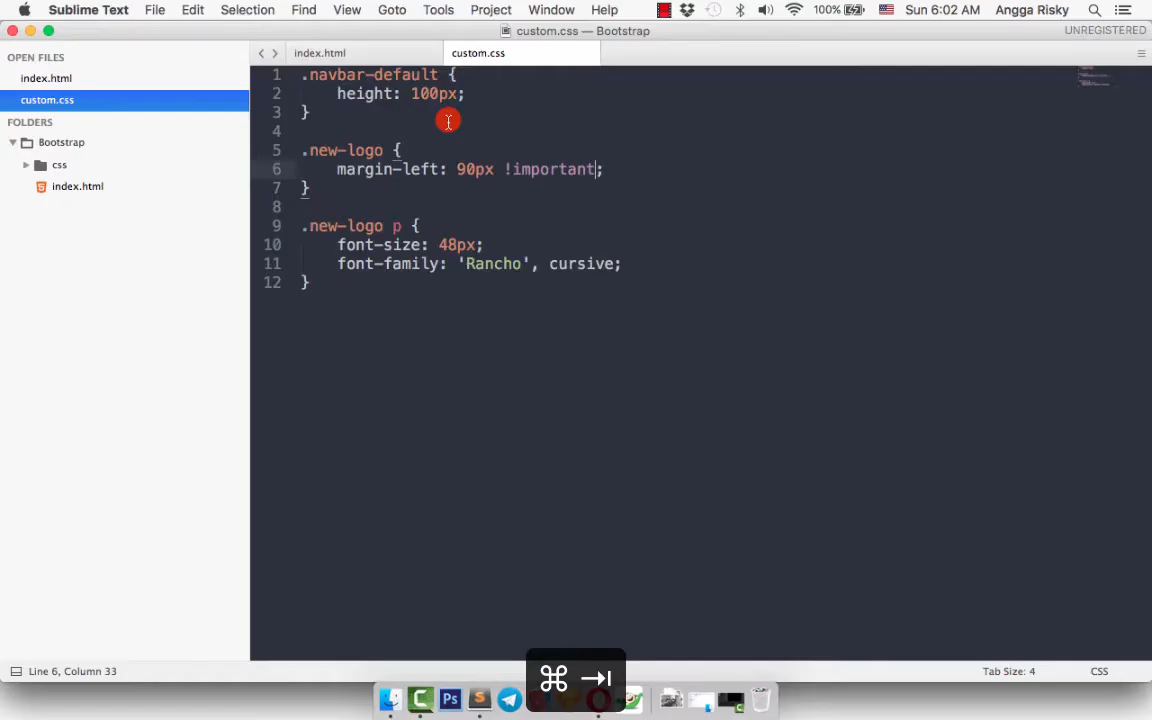 Sublime Text File Edit Selection Find View Goto Tools Project Window Help 100% Sun 6:02 AM Angga Risky
custom.css — Bootstrap UNREGISTERED
OPEN FILES
index.html
custom.css
FOLDERS
Bootstrap
css
index.html
index.html custom.css
1 .navbar-default {
2 height: 100px;
3 }
4
5 .new-logo {
6 margin-left: 90px !important;
7 }
8
9 .new-logo p {
10 font-size: 48px;
11 font-family: 'Rancho', cursive;
12 }
Line 6, Column 33 Tab Size: 4 CSS
⌘ ⇥
Ps